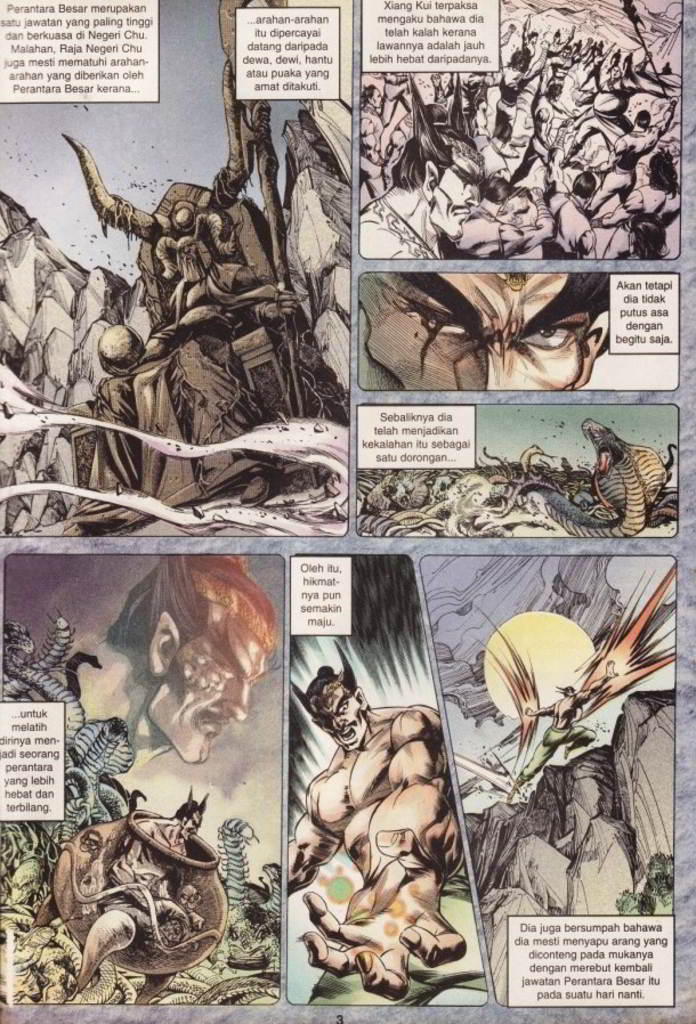 Perantara Besar merupakan
satu jawatan yang paling tinggi
dan berkuasa di Negeri Chu.
Malahan, Raja Negeri Chu
juga mesti mematuhi arahan-
arahan yang diberikan oleh
Perantara Besar kerana...
...arahan-arahan
itu dipercayai
datang daripada
dewa, dewi, hantu
atau puaka yang
amat ditakuti.
Xiang Kui terpaksa
mengaku bahawa dia
telah kalah kerana
lawannya adalah jauh
lebih hebat daripadanya.
Akan tetapi
dia tidak
putus asa
dengan
begitu saja.
Sebaliknya dia
telah menjadikan
kekalahan itu sebagai
satu dorongan...
...untuk
melatih
dirinya men-
jadi seorang
perantara
yang lebih
hebat dan
terbilang.
Oleh itu,
hikmat-
nya pun
semakin
maju.
Dia juga bersumpah bahawa
dia mesti menyapu arang yang
diconteng pada pada mukanya
dengan merebut kembali
jawatan Perantara Besar itu
pada suatu hari nanti.
3